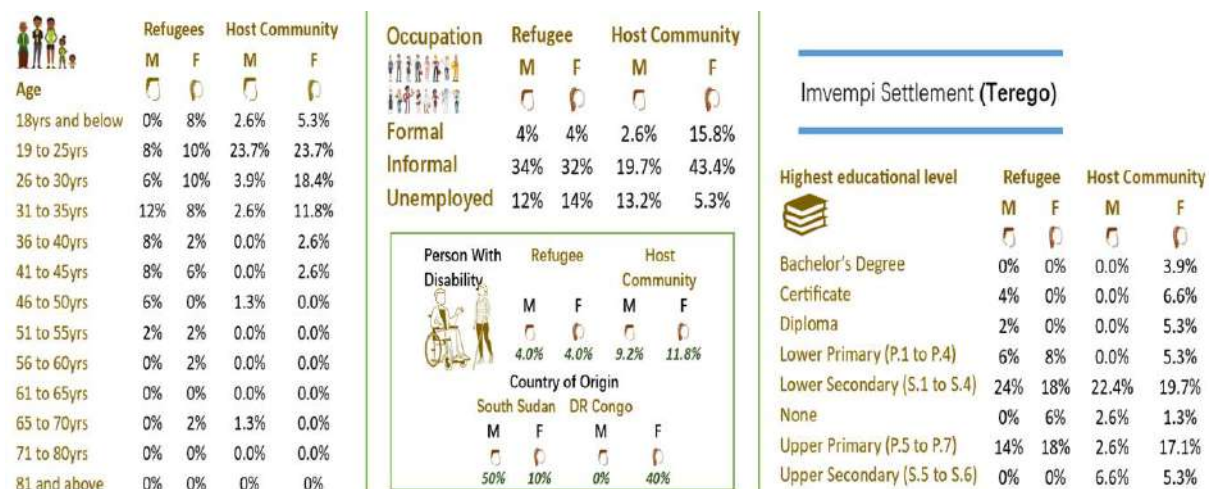 Refugees Host Community
M F M F
Age
18yrs and below 0% 8% 2.6% 5.3%
19 to 25yrs 8% 10% 23.7% 23.7%
26 to 30yrs 6% 10% 3.9% 18.4%
31 to 35yrs 12% 8% 2.6% 11.8%
36 to 40yrs 8% 2% 0.0% 2.6%
41 to 45yrs 8% 6% 0.0% 2.6%
46 to 50yrs 6% 0% 1.3% 0.0%
51 to 55yrs 2% 2% 0.0% 0.0%
56 to 60yrs 0% 2% 0.0% 0.0%
61 to 65yrs 0% 0% 0.0% 0.0%
65 to 70yrs 0% 2% 1.3% 0.0%
71 to 80yrs 0% 0% 0.0% 0.0%
81 and above 0% 0% 0% 0%
Occupation Refugee Host Community
M F M F
Formal 4% 4% 2.6% 15.8%
Informal 34% 32% 19.7% 43.4%
Unemployed 12% 14% 13.2% 5.3%
Person With Refugee Host
Disability Community
M F M F
4.0% 4.0% 9.2% 11.8%
Country of Origin
South Sudan DR Congo
M F M F
50% 10% 0% 40%
Imvempi Settlement (Terego)
Highest educational level Refugee Host Community
M F M F
Bachelor's Degree 0% 0% 0.0% 3.9%
Certificate 4% 0% 0.0% 6.6%
Diploma 2% 0% 0.0% 5.3%
Lower Primary (P.1 to P.4) 6% 8% 0.0% 5.3%
Lower Secondary (S.1 to S.4) 24% 18% 22.4% 19.7%
None 0% 6% 2.6% 1.3%
Upper Primary (P.5 to P.7) 14% 18% 2.6% 17.1%
Upper Secondary (S.5 to S.6) 0% 0% 6.6% 5.3%